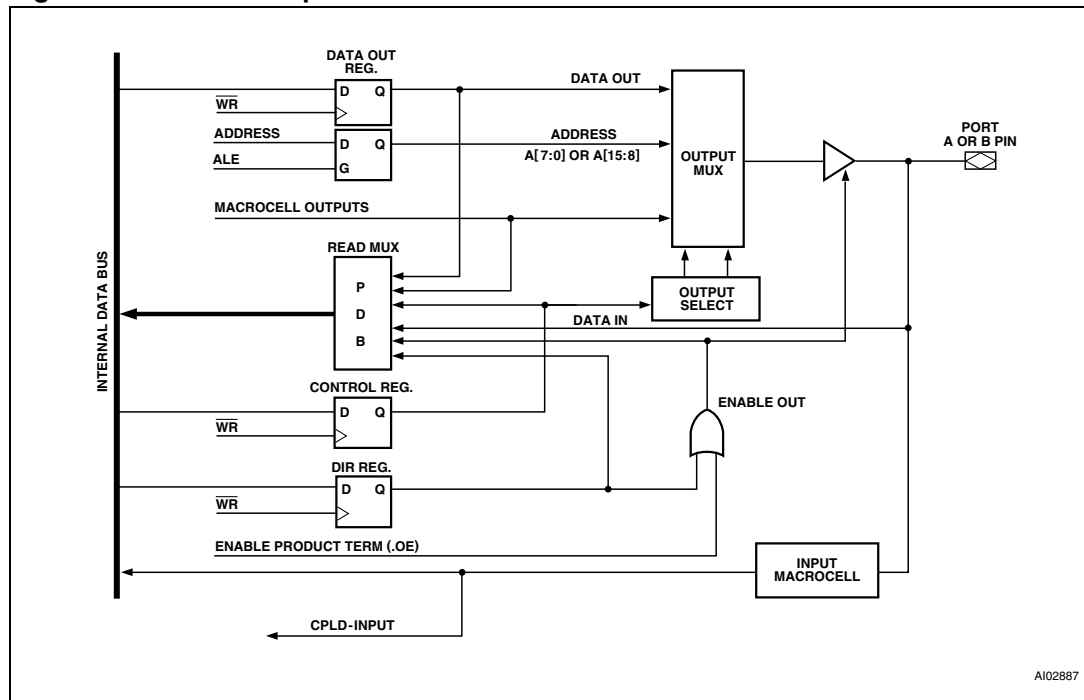 DATA OUT
REG.
DATA OUT
D Q
WR
ADDRESS
D Q
ADDRESS
A[7:0] OR A[15:8]
ALE
G
OUTPUT
MUX
PORT
A OR B PIN
MACROCELL OUTPUTS
READ MUX
P
D
B
OUTPUT
SELECT
DATA IN
INTERNAL DATA BUS
CONTROL REG.
D Q
WR
ENABLE OUT
DIR REG.
D Q
WR
ENABLE PRODUCT TERM (.OE)
INPUT
MACROCELL
CPLD-INPUT
AI02887